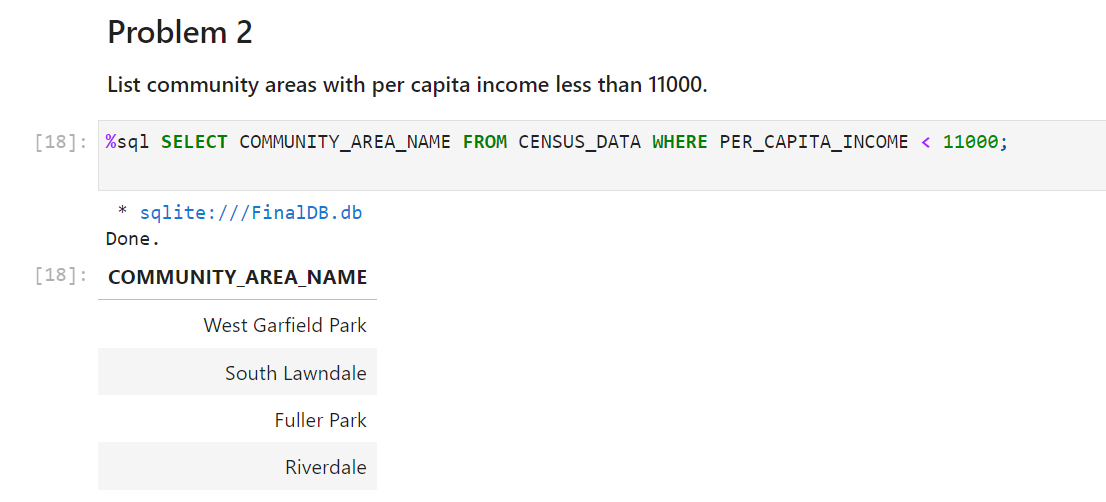 Problem 2
List community areas with per capita income less than 11000.
[18]: %sql SELECT COMMUNITY_AREA_NAME FROM CENSUS_DATA WHERE PER_CAPITA_INCOME < 11000;
* sqlite:///FinalDB.db
Done.
[18]: COMMUNITY_AREA_NAME
West Garfield Park
South Lawndale
Fuller Park
Riverdale